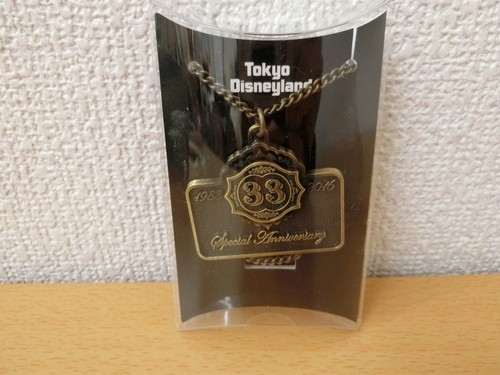 Tokyo
Disneyland
1983 33 2016
Special Anniversary